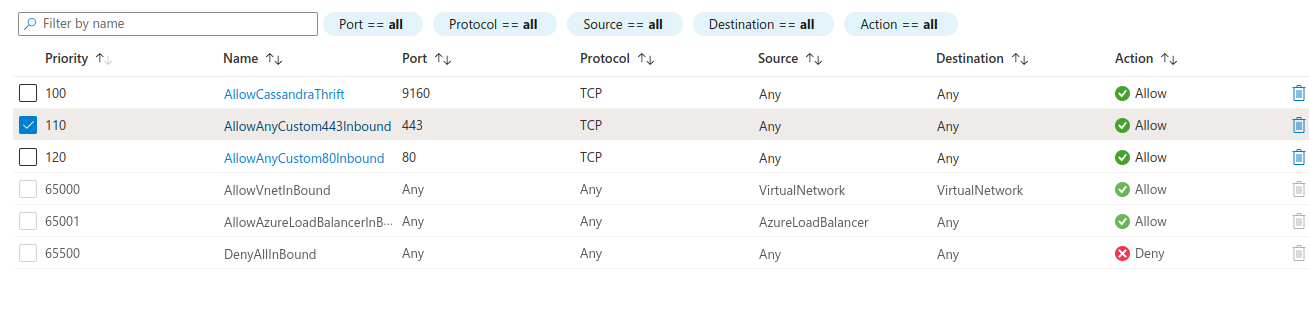 Filter by name Port == all Protocol == all Source == all Destination == all Action == all
Priority Name Port Protocol Source Destination Action
100 AllowCassandraThrift 9160 TCP Any Any Allow
110 AllowAnyCustom443Inbound 443 TCP Any Any Allow
120 AllowAnyCustom80Inbound 80 TCP Any Any Allow
65000 AllowVnetInBound Any Any VirtualNetwork VirtualNetwork Allow
65001 AllowAzureLoadBalancerInB... Any Any AzureLoadBalancer Any Allow
65500 DenyAllInBound Any Any Any Any Deny